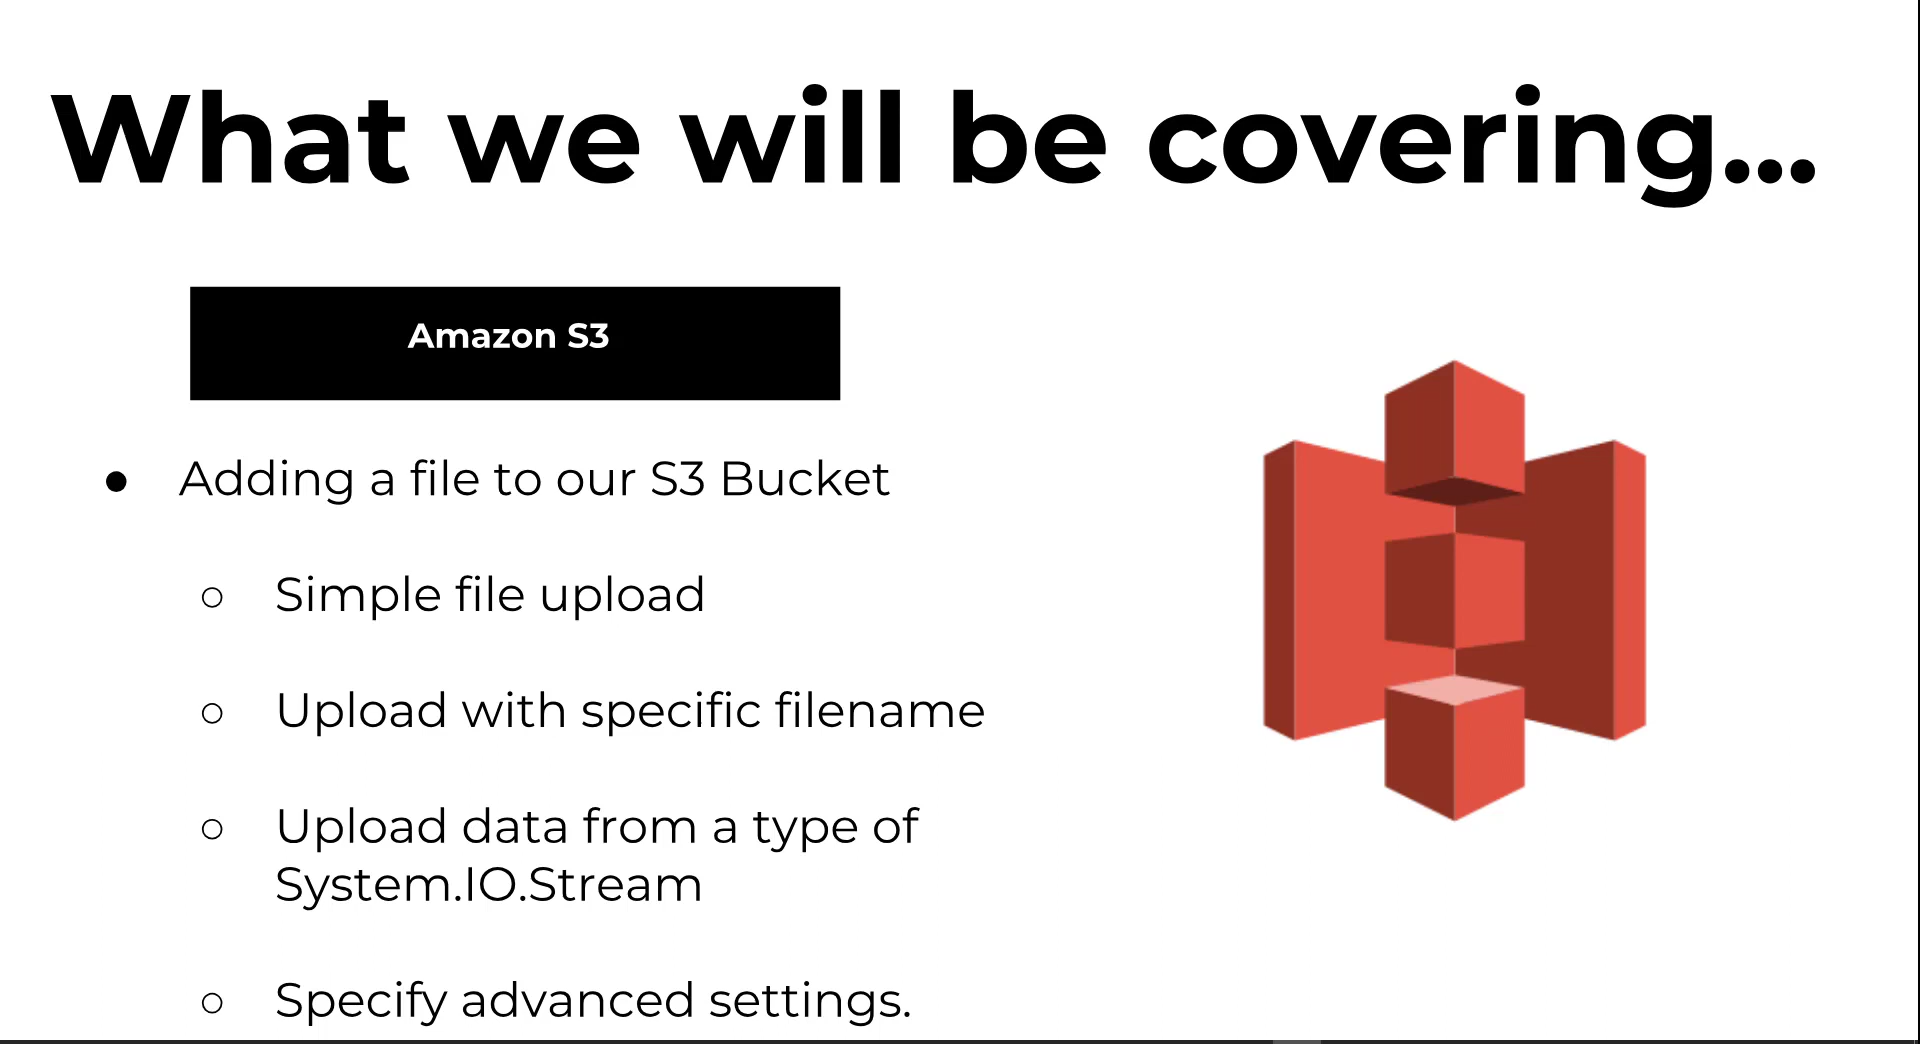 What we will be covering...
Amazon S3
● Adding a file to our S3 Bucket
○ Simple file upload
○ Upload with specific filename
○ Upload data from a type of
System.IO.Stream
○ Specify advanced settings.